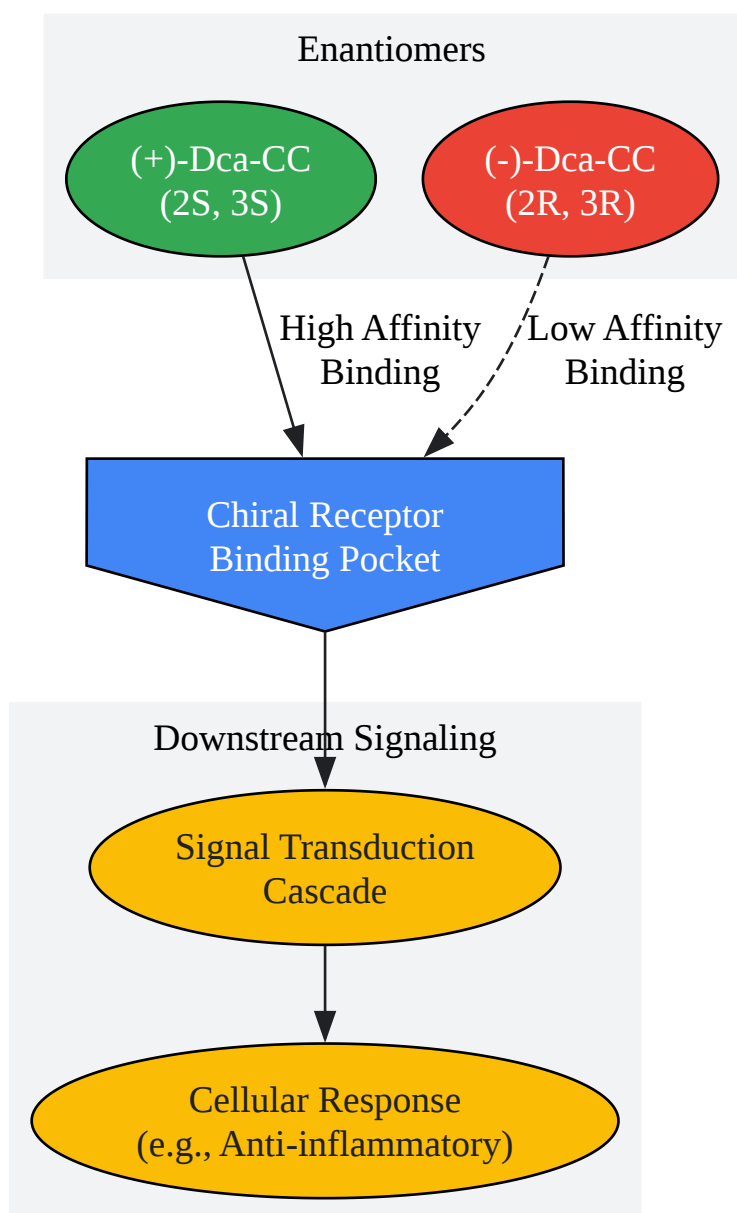 Enantiomers
(+)-Dca-CC
(2S, 3S)
(-)-Dca-CC
(2R, 3R)
High Affinity
Binding
Low Affinity
Binding
Chiral Receptor
Binding Pocket
Downstream Signaling
Signal Transduction
Cascade
Cellular Response
(e.g., Anti-inflammatory)